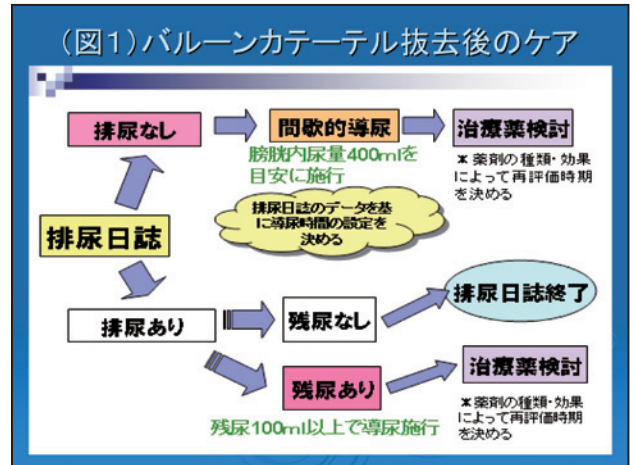 （図１）バルーンカテーテル抜去後のケア
排尿なし
間歇的導尿
治療薬検討
膀胱内尿量400mlを
目安に施行
＊薬剤の種類・効果
によって再評価時期
を決める
排尿日誌のデータを基
に導尿時間の設定を
決める
排尿日誌
排尿日誌終了
排尿あり
残尿なし
残尿あり
治療薬検討
残尿100ml以上で導尿施行
＊薬剤の種類・効果
によって再評価時期
を決める